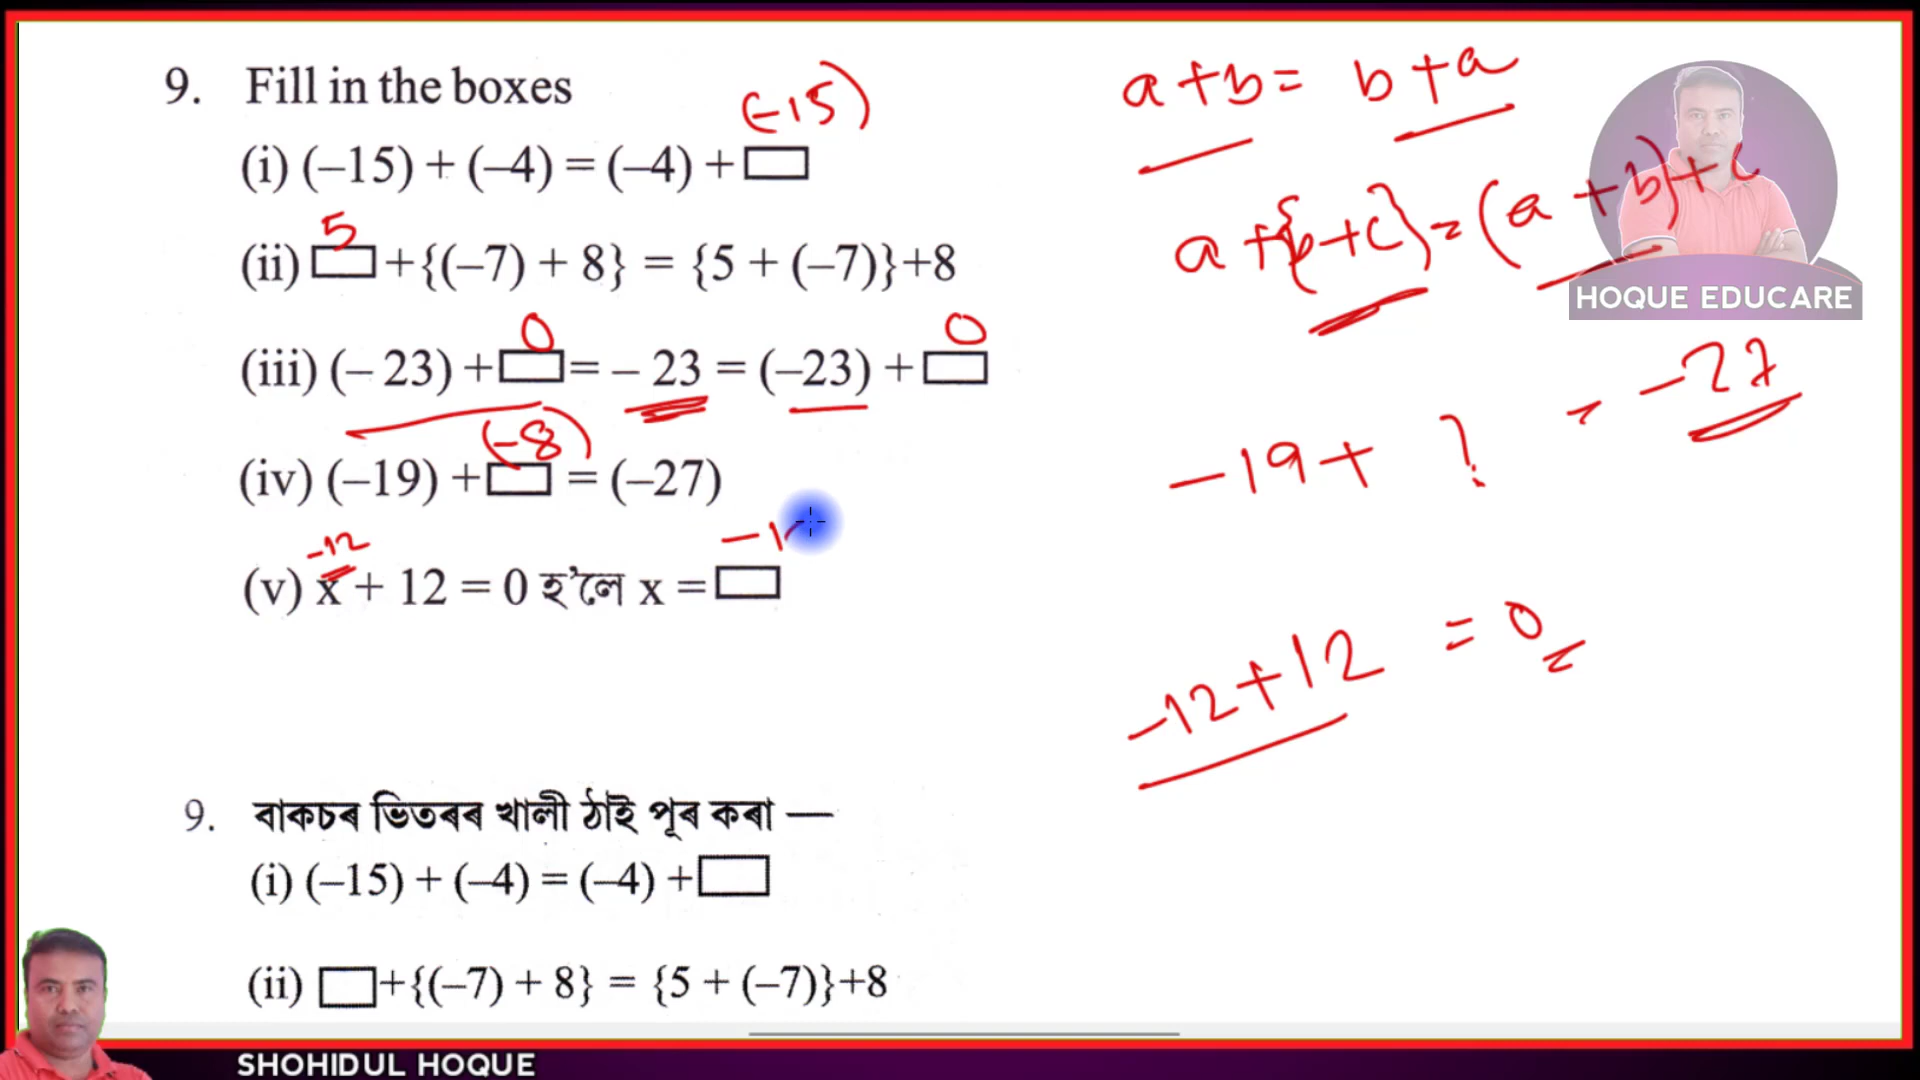 9. Fill in the boxes
(–15)
(i) (–15) + (–4) = (–4) + □
5
(ii) □ +{(–7) + 8} = {5 + (–7)}+8
0 0
(iii) (– 23) + □ = – 23 = (–23) + □
(–8)
(iv) (–19) + □ = (–27)
–12
(v) x + 12 = 0 হ'লে x = □
a + b = b + a
a + {b + c} = (a + b) + c
HOQUE EDUCARE
–19 + ? = –27
–12 + 12 = 0
9. বাকচৰ ভিতৰৰ খালী ঠাই পূৰ কৰা —
(i) (–15) + (–4) = (–4) + □
(ii) □ +{(–7) + 8} = {5 + (–7)}+8
SHOHIDUL HOQUE